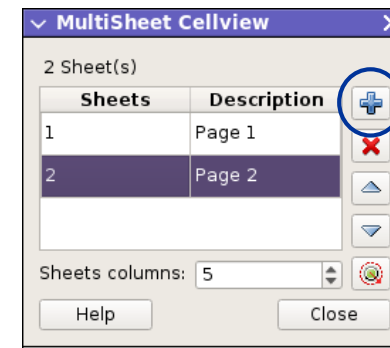 MultiSheet Cellview
2 Sheet(s)
Sheets Description
1 Page 1
2 Page 2
Sheets columns: 5
Help Close